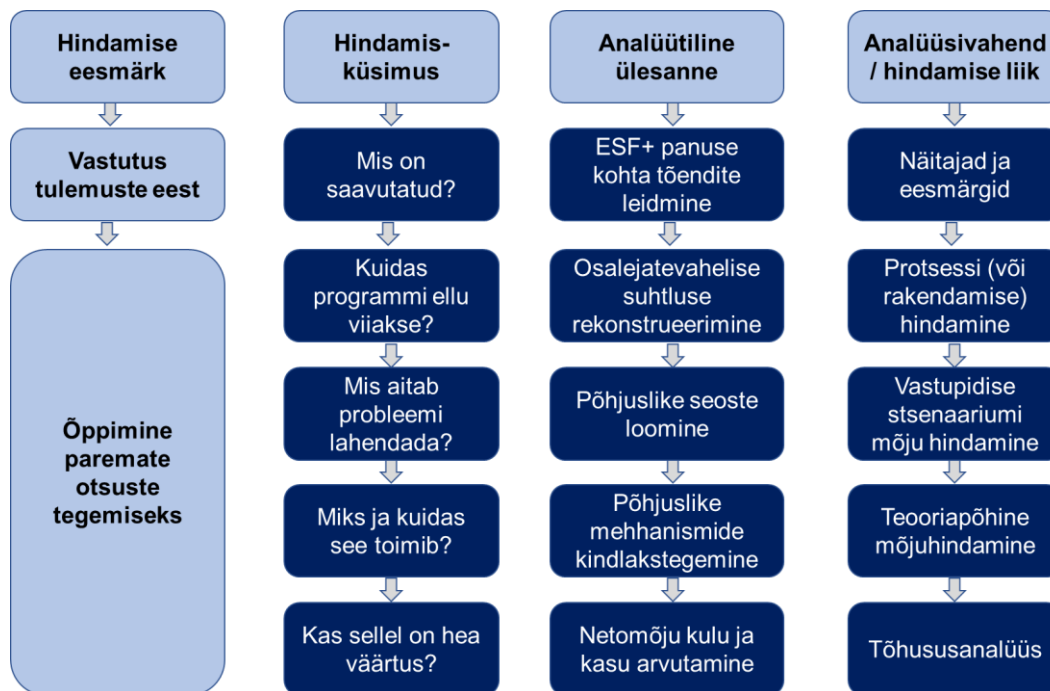 Hindamise
eesmärk
Vastutus
tulemuste eest
Õppimine
paremate
otsuste
tegemiseks
Hindamis-
küsimus
Mis on
saavutatud?
Kuidas
programmi ellu
viiakse?
Mis aitab
probleemi
lahendada?
Miks ja kuidas
see toimib?
Kas sellel on hea
väärtus?
Analüütiline
ülesanne
ESF+ panuse
kohta tõendite
leidmine
Osalejatevahelise
suhtluse
rekonstrueerimine
Põhjuslike seoste
loomine
Põhjuslike
mehhanismide
kindlakstegemine
Netomõju kulu ja
kasu arvutamine
Analüüsivahend
/ hindamise liik
Näitajad ja
eesmärgid
Protsessi (või
rakendamise)
hindamine
Vastupidise
stsenaariumi
mõju hindamine
Teooriapõhine
mõjuhindamine
Tõhususanalüüs